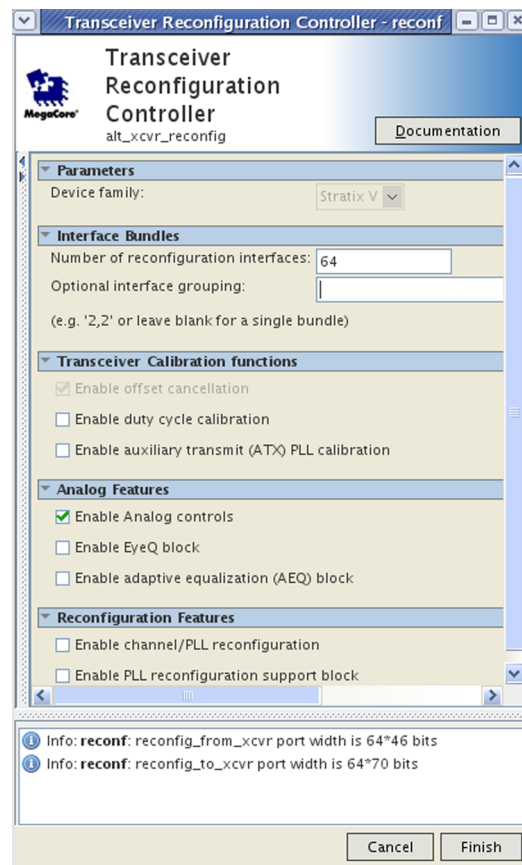 Transceiver Reconfiguration Controller - reconf
Transceiver
Reconfiguration
Controller
alt_xcvr_reconfig
MegaCore®
Documentation
Parameters
Device family: Stratix V
Interface Bundles
Number of reconfiguration interfaces: 64
Optional interface grouping:
(e.g. '2,2' or leave blank for a single bundle)
Transceiver Calibration functions
Enable offset cancellation
Enable duty cycle calibration
Enable auxiliary transmit (ATX) PLL calibration
Analog Features
Enable Analog controls
Enable EyeQ block
Enable adaptive equalization (AEQ) block
Reconfiguration Features
Enable channel/PLL reconfiguration
Enable PLL reconfiguration support block
Info: reconf: reconfig_from_xcvr port width is 64*46 bits
Info: reconf: reconfig_to_xcvr port width is 64*70 bits
Cancel Finish